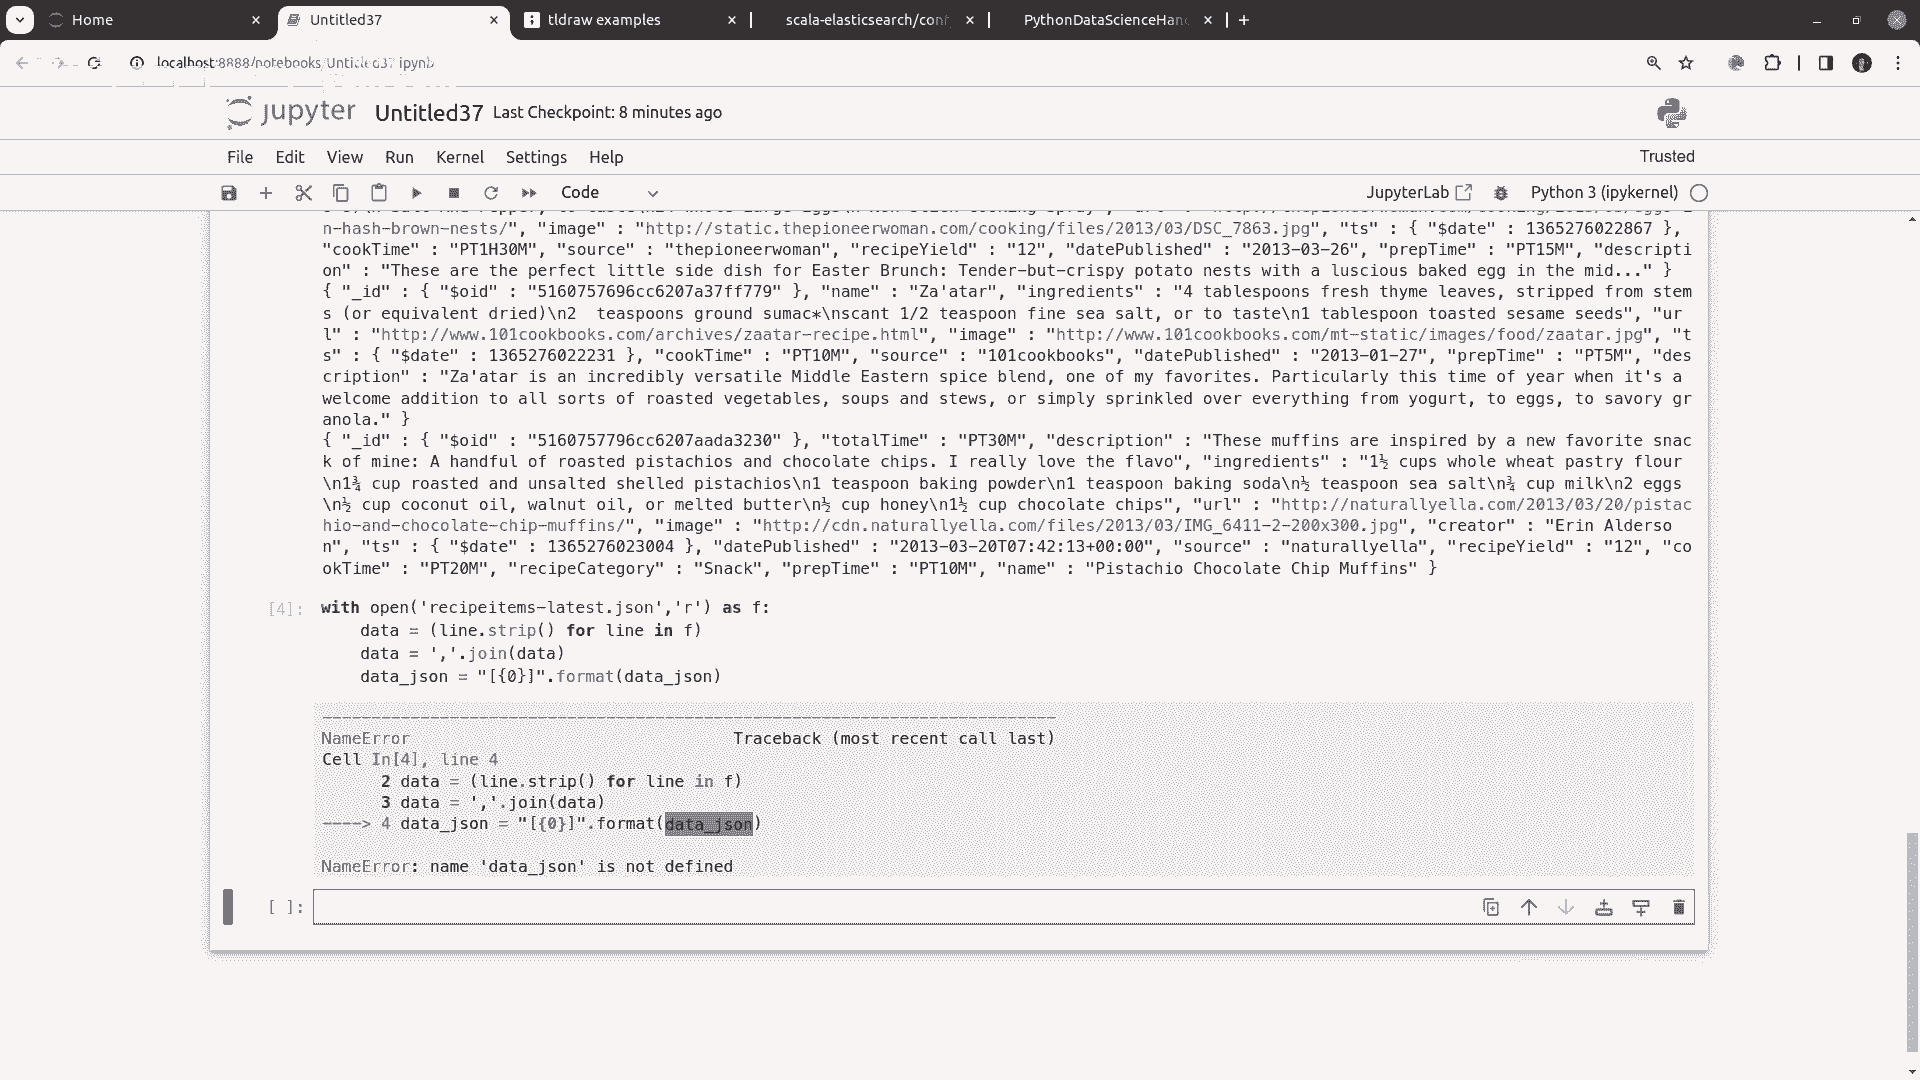 Home
Untitled37
tldraw examples
scala-elasticsearch/conf
PythonDataScienceHan
localhost:8888/notebooks/Untitled37.ipynb
jupyter Untitled37 Last Checkpoint: 8 minutes ago
File Edit View Run Kernel Settings Help Trusted
Code JupyterLab Python 3 (ipykernel)
n-hash-brown-nests/", "image" : "http://static.thepioneerwoman.com/cooking/files/2013/03/DSC_7863.jpg", "ts" : { "$date" : 1365276022867 },
"cookTime" : "PT1H30M", "source" : "thepioneerwoman", "recipeYield" : "12", "datePublished" : "2013-03-26", "prepTime" : "PT15M", "descripti
on" : "These are the perfect little side dish for Easter Brunch: Tender-but-crispy potato nests with a luscious baked egg in the mid..." }
{ "_id" : { "$oid" : "5160757696cc6207a37ff779" }, "name" : "Za'atar", "ingredients" : "4 tablespoons fresh thyme leaves, stripped from stem
s (or equivalent dried)\n2  teaspoons ground sumac*\nscant 1/2 teaspoon fine sea salt, or to taste\n1 tablespoon toasted sesame seeds", "ur
l" : "http://www.101cookbooks.com/archives/zaatar-recipe.html", "image" : "http://www.101cookbooks.com/mt-static/images/food/zaatar.jpg", "t
s" : { "$date" : 1365276022231 }, "cookTime" : "PT10M", "source" : "101cookbooks", "datePublished" : "2013-01-27", "prepTime" : "PT5M", "des
cription" : "Za'atar is an incredibly versatile Middle Eastern spice blend, one of my favorites. Particularly this time of year when it's a
welcome addition to all sorts of roasted vegetables, soups and stews, or simply sprinkled over everything from yogurt, to eggs, to savory gr
anola." }
{ "_id" : { "$oid" : "5160757796cc6207aada3230" }, "totalTime" : "PT30M", "description" : "These muffins are inspired by a new favorite snac
k of mine: A handful of roasted pistachios and chocolate chips. I really love the flavo", "ingredients" : "1½ cups whole wheat pastry flour
\n1¾ cup roasted and unsalted shelled pistachios\n1 teaspoon baking powder\n1 teaspoon baking soda\n½ teaspoon sea salt\n¾ cup milk\n2 eggs
\n½ cup coconut oil, walnut oil, or melted butter\n½ cup honey\n1½ cup chocolate chips", "url" : "http://naturallyella.com/2013/03/20/pistac
hio-and-chocolate-chip-muffins/", "image" : "http://cdn.naturallyella.com/files/2013/03/IMG_6411-2-200x300.jpg", "creator" : "Erin Alderso
n", "ts" : { "$date" : 1365276023004 }, "datePublished" : "2013-03-20T07:42:13+00:00", "source" : "naturallyella", "recipeYield" : "12", "co
okTime" : "PT20M", "recipeCategory" : "Snack", "prepTime" : "PT10M", "name" : "Pistachio Chocolate Chip Muffins" }
[4]: with open('recipeitems-latest.json','r') as f:
data = (line.strip() for line in f)
data = ','.join(data)
data_json = "[{0}]".format(data_json)
---------------------------------------------------------------------------
NameError Traceback (most recent call last)
Cell In[4], line 4
2 data = (line.strip() for line in f)
3 data = ','.join(data)
----> 4 data_json = "[{0}]".format(data_json)
NameError: name 'data_json' is not defined
[ ]: